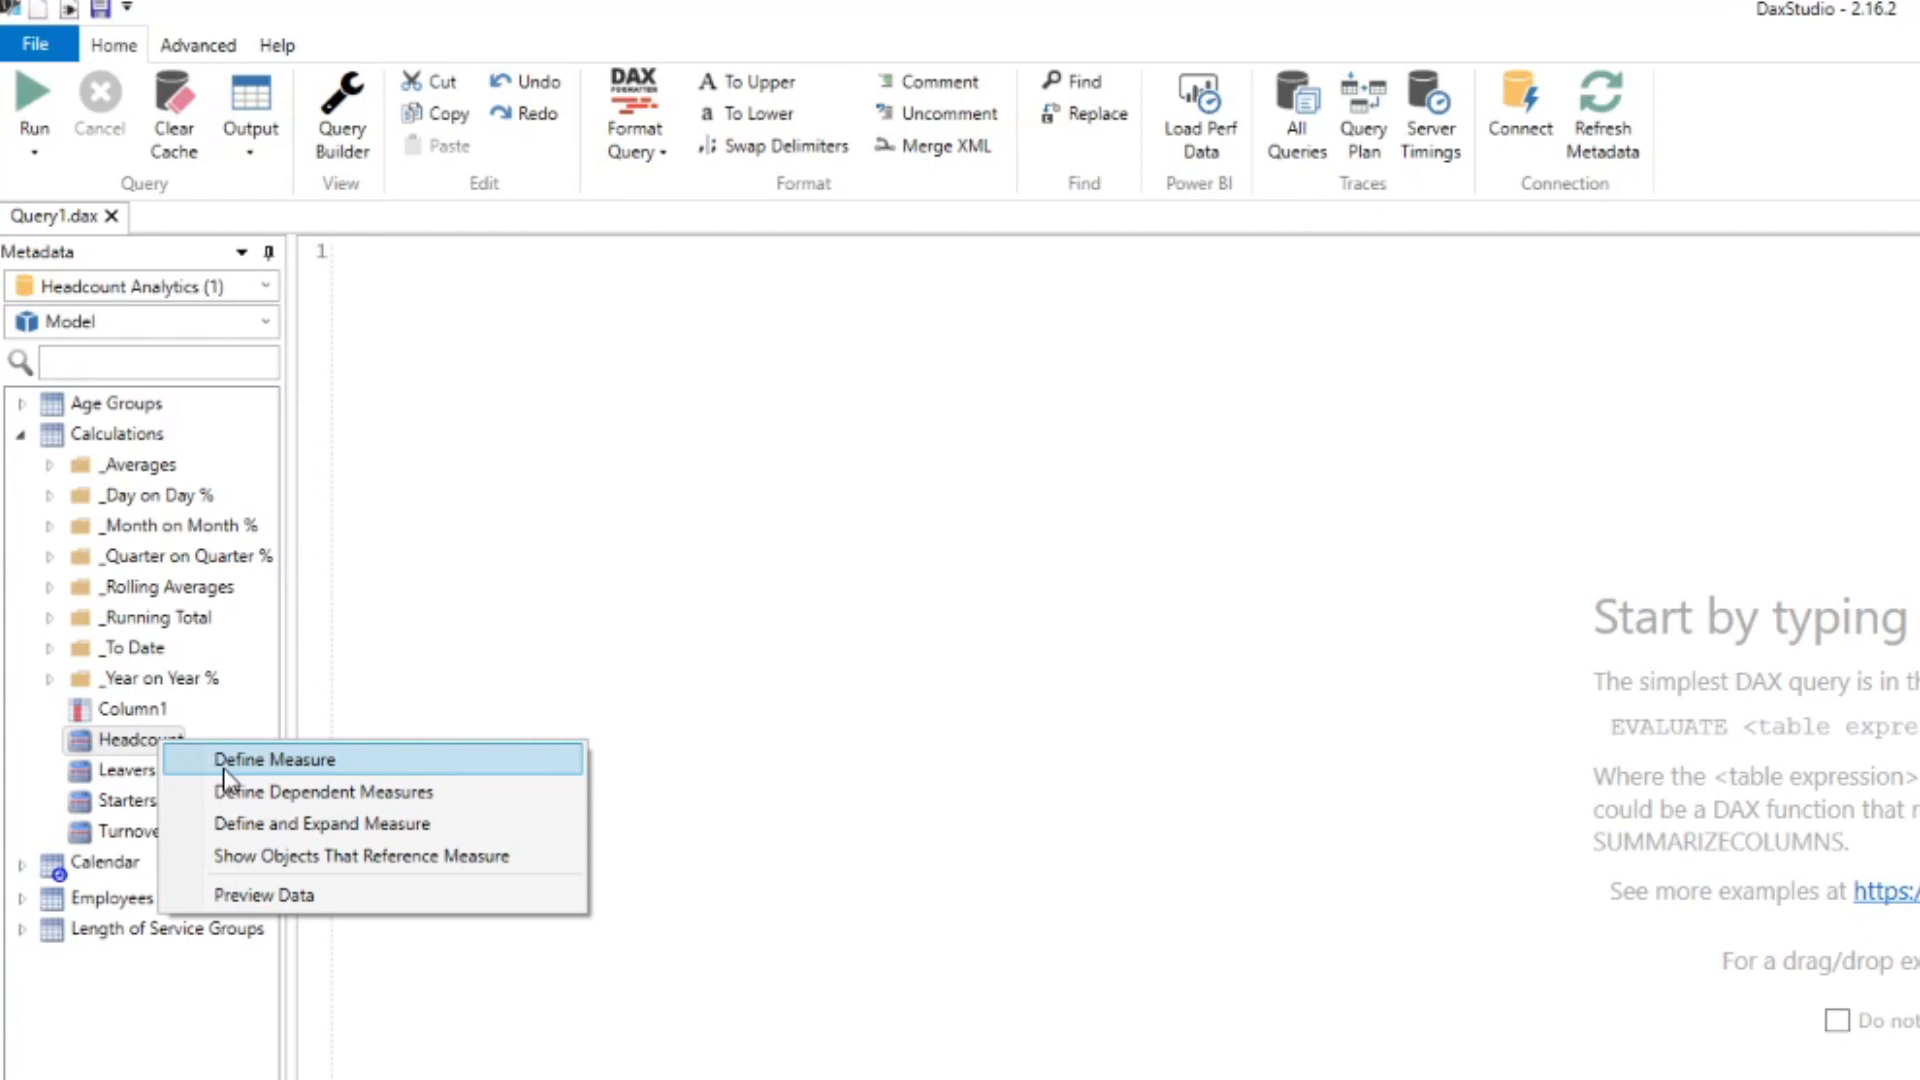 DaxStudio - 2.16.2
File Home Advanced Help
Run
Cancel
Clear Cache
Output
Query
Query Builder
View
Cut
Copy
Paste
Undo
Redo
Edit
DAX FORMATTER
Format Query
To Upper
To Lower
Swap Delimiters
Comment
Uncomment
Merge XML
Format
Find
Replace
Find
Load Perf Data
Power BI
All Queries
Query Plan
Server Timings
Traces
Connect
Refresh Metadata
Connection
Query1.dax
Metadata
Headcount Analytics (1)
Model
Age Groups
Calculations
_Averages
_Day on Day %
_Month on Month %
_Quarter on Quarter %
_Rolling Averages
_Running Total
_To Date
_Year on Year %
Column1
Headcount
Leavers
Starters
Turnove
Calendar
Employees
Length of Service Groups
Define Measure
Define Dependent Measures
Define and Expand Measure
Show Objects That Reference Measure
Preview Data
1
Start by typing
The simplest DAX query is in th
EVALUATE <table expre
Where the <table expression>
could be a DAX function that r
SUMMARIZECOLUMNS.
See more examples at https:/
For a drag/drop ex
Do not